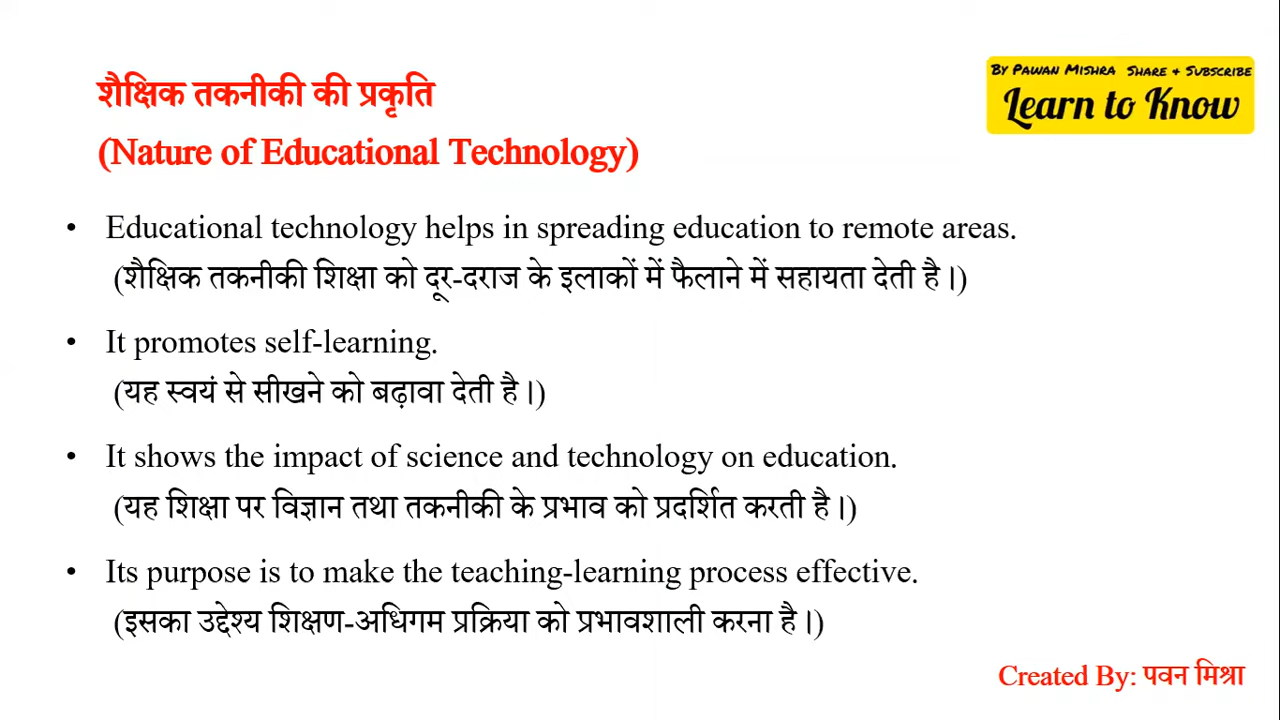 शैक्षिक तकनीकी की प्रकृति
(Nature of Educational Technology)
By Pawan Mishra Share + Subscribe
Learn to Know
• Educational technology helps in spreading education to remote areas.
(शैक्षिक तकनीकी शिक्षा को दूर-दराज के इलाकों में फैलाने में सहायता देती है।)
• It promotes self-learning.
(यह स्वयं से सीखने को बढ़ावा देती है।)
• It shows the impact of science and technology on education.
(यह शिक्षा पर विज्ञान तथा तकनीकी के प्रभाव को प्रदर्शित करती है।)
• Its purpose is to make the teaching-learning process effective.
(इसका उद्देश्य शिक्षण-अधिगम प्रक्रिया को प्रभावशाली करना है।)
Created By: पवन मिश्रा